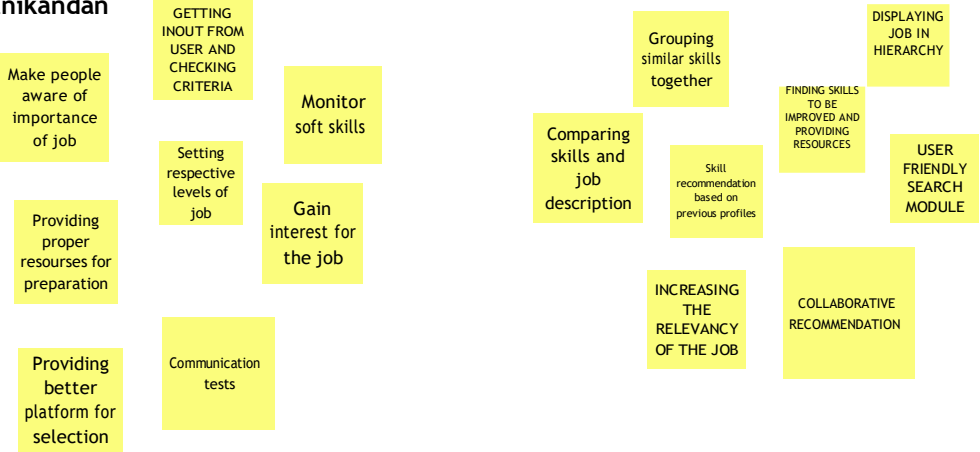 nikandan
GETTING
INOUT FROM
USER AND
CHECKING
CRITERIA
Make people
aware of
importance
of job
Monitor
soft skills
Setting
respective
levels of
job
Providing
proper
resourses for
preparation
Gain
interest for
the job
Providing
better
platform for
selection
Communication
tests
Grouping
similar skills
together
DISPLAYING
JOB IN
HIERARCHY
FINDING SKILLS
TO BE
IMPROVED AND
PROVIDING
RESOURCES
Comparing
skills and
job
description
Skill
recommendation
based on
previous profiles
USER
FRIENDLY
SEARCH
MODULE
INCREASING
THE
RELEVANCY
OF THE JOB
COLLABORATIVE
RECOMMENDATION